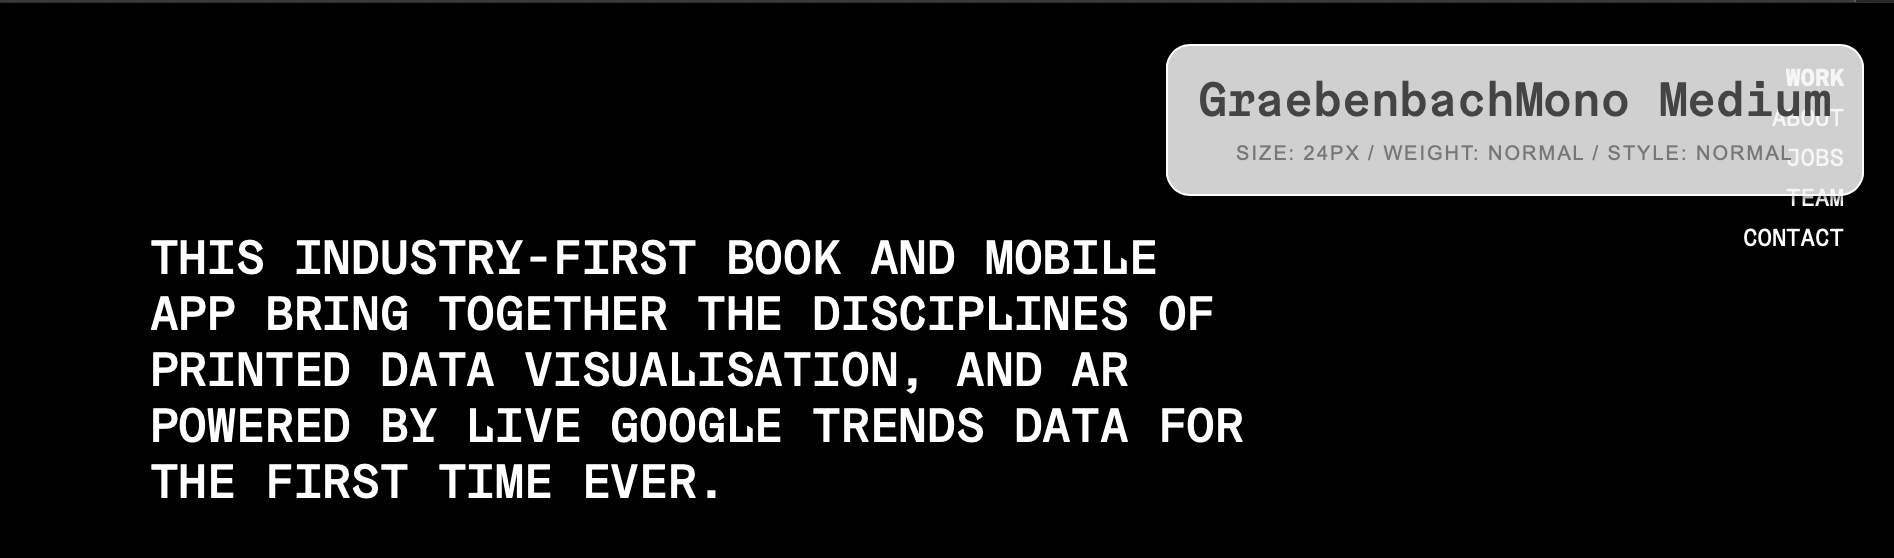 GraebenbachMono Medium
SIZE: 24PX / WEIGHT: NORMAL / STYLE: NORMAL
WORK
ABOUT
JOBS
TEAM
CONTACT
THIS INDUSTRY-FIRST BOOK AND MOBILE
APP BRING TOGETHER THE DISCIPLINES OF
PRINTED DATA VISUALISATION, AND AR
POWERED BY LIVE GOOGLE TRENDS DATA FOR
THE FIRST TIME EVER.